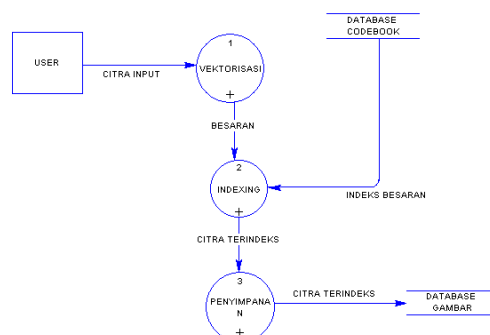 DATABASE
CODEBOOK
1
USER
VEKTORISASI
CITRA INPUT
+
BESARAN
2
INDEXING
INDEKS BESARAN
+
CITRA TERINDEKS
3
CITRA TERINDEKS
PENYIMPANA
N
DATABASE
GAMBAR
+